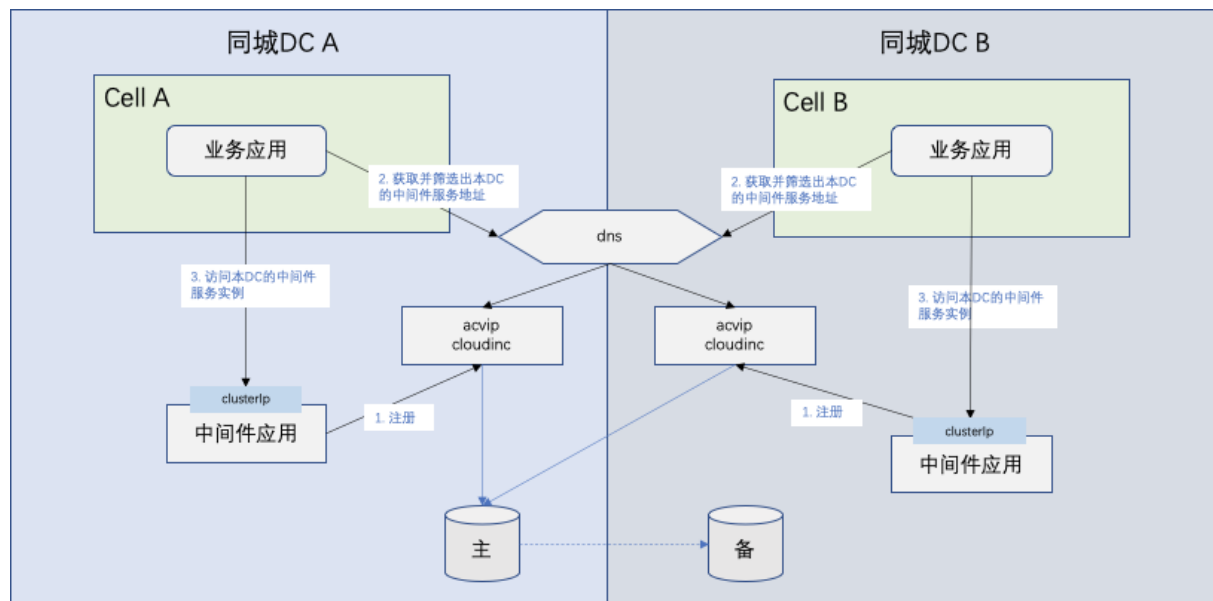 同城DC A
同城DC B
Cell A
Cell B
业务应用
业务应用
2. 获取并筛选出本DC
的中间件服务地址
2. 获取并筛选出本DC
的中间件服务地址
dns
3. 访问本DC的中间件
服务实例
3. 访问本DC的中间件
服务实例
acvip
cloudinc
acvip
cloudinc
clusterIp
中间件应用
1. 注册
1. 注册
clusterIp
中间件应用
主
备